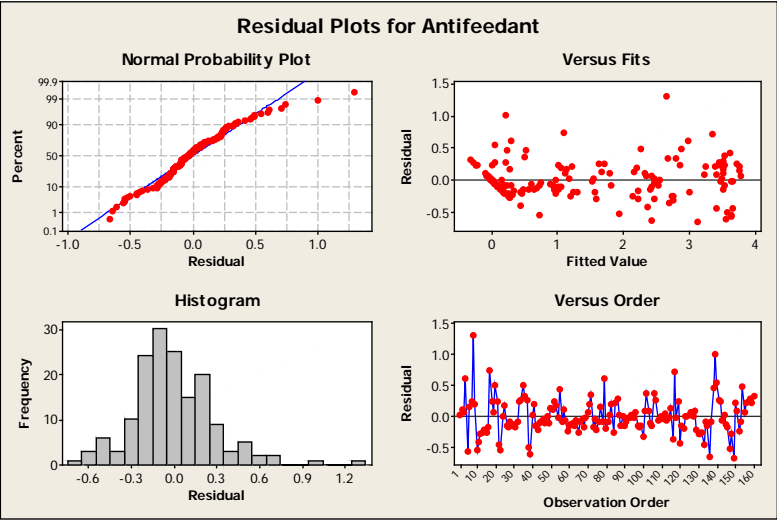 Residual Plots for Antifeedant
Normal Probability Plot
99.9
99
90
50
10
1
0.1
Percent
-1.0 -0.5 0.0 0.5 1.0
Residual
Versus Fits
1.5
1.0
0.5
0.0
-0.5
Residual
0 1 2 3 4
Fitted Value
Histogram
30
20
10
0
Frequency
-0.6 -0.3 0.0 0.3 0.6 0.9 1.2
Residual
Versus Order
1.5
1.0
0.5
0.0
-0.5
Residual
1 10 20 30 40 50 60 70 80 90 100 110 120 130 140 150 160
Observation Order